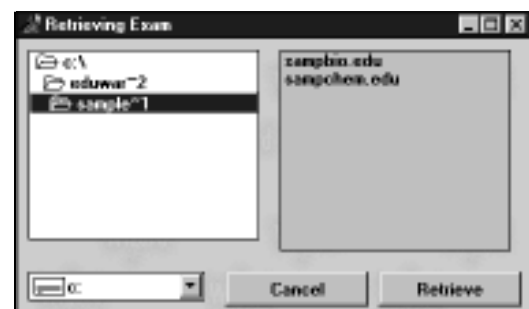 Retrieving Exam
c:\
eduwar~2
sample~1
sampbio.edu
sampchem.edu
c:
Cancel
Retrieve